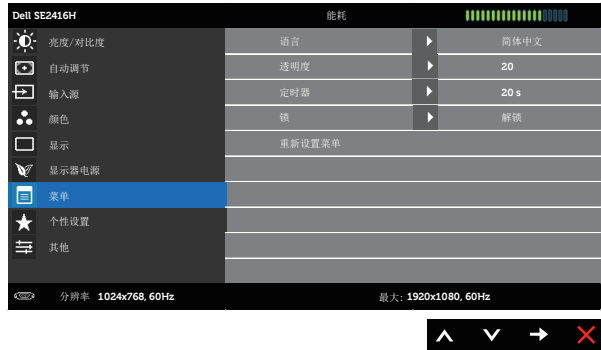 Dell SE2416H 能耗
亮度/对比度 语言 简体中文
自动调节 透明度 20
输入源 定时器 20 s
颜色 锁 解锁
显示 重新设置菜单
显示器电源
菜单
个性设置
其他
分辨率 1024x768, 60Hz 最大: 1920x1080, 60Hz